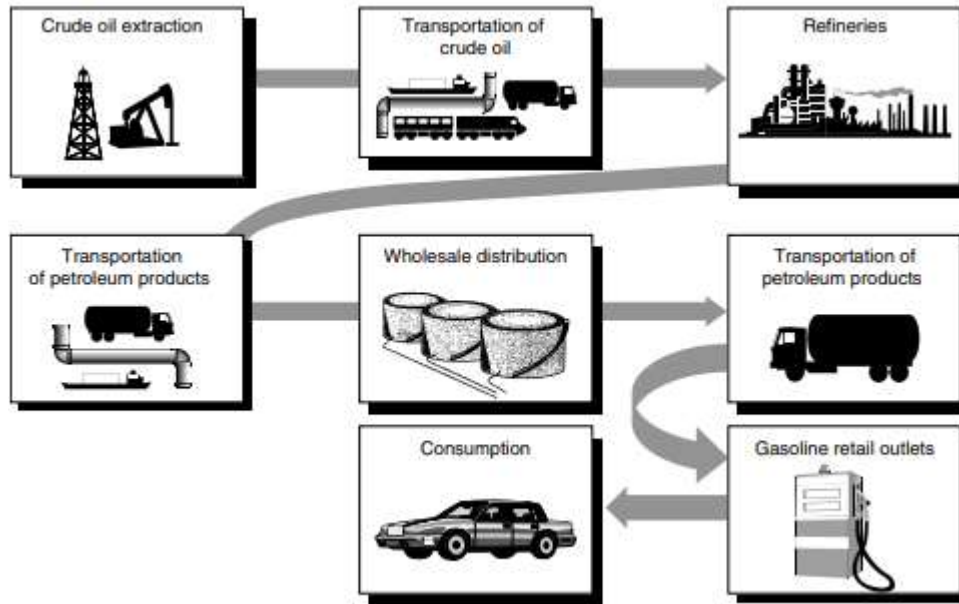 Crude oil extraction
Transportation of
crude oil
Refineries
Transportation
of petroleum products
Wholesale distribution
Transportation of
petroleum products
Consumption
Gasoline retail outlets